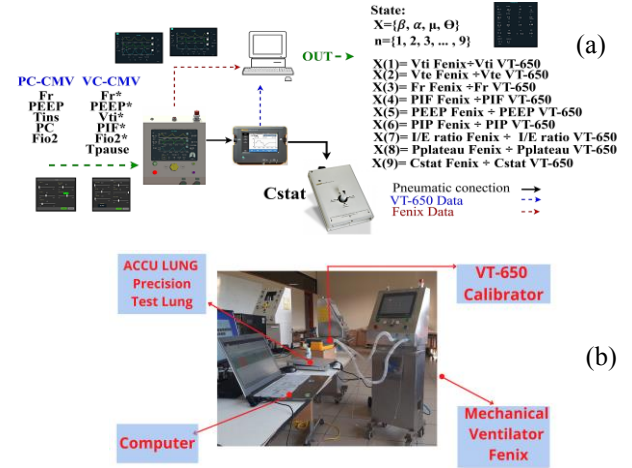 State:
X={β, α, μ, Θ}
n={1, 2, 3, ... , 9}
(a)
OUT
X(1)= Vti Fenix÷Vti VT-650
X(2)= Vte Fenix ÷Vte VT-650
X(3)= Fr Fenix ÷Fr VT-650
X(4)= PIF Fenix ÷PIF VT-650
X(5)= PEEP Fenix ÷ PEEP VT-650
X(6)= PIP Fenix ÷ PIP VT-650
X(7)= I/E ratio Fenix ÷ I/E ratio VT-650
X(8)= Pplateau Fenix ÷ Pplateau VT-650
X(9)= Cstat Fenix ÷ Cstat VT-650
PC-CMV VC-CMV
Fr Fr*
PEEP PEEP*
Tins Vti*
PC PIF*
Fio2 Fio2*
Tpause
Cstat
Pneumatic conection
VT-650 Data
Fenix Data
ACCU LUNG
Precision
Test Lung
VT-650
Calibrator
(b)
Computer
Mechanical
Ventilator
Fenix